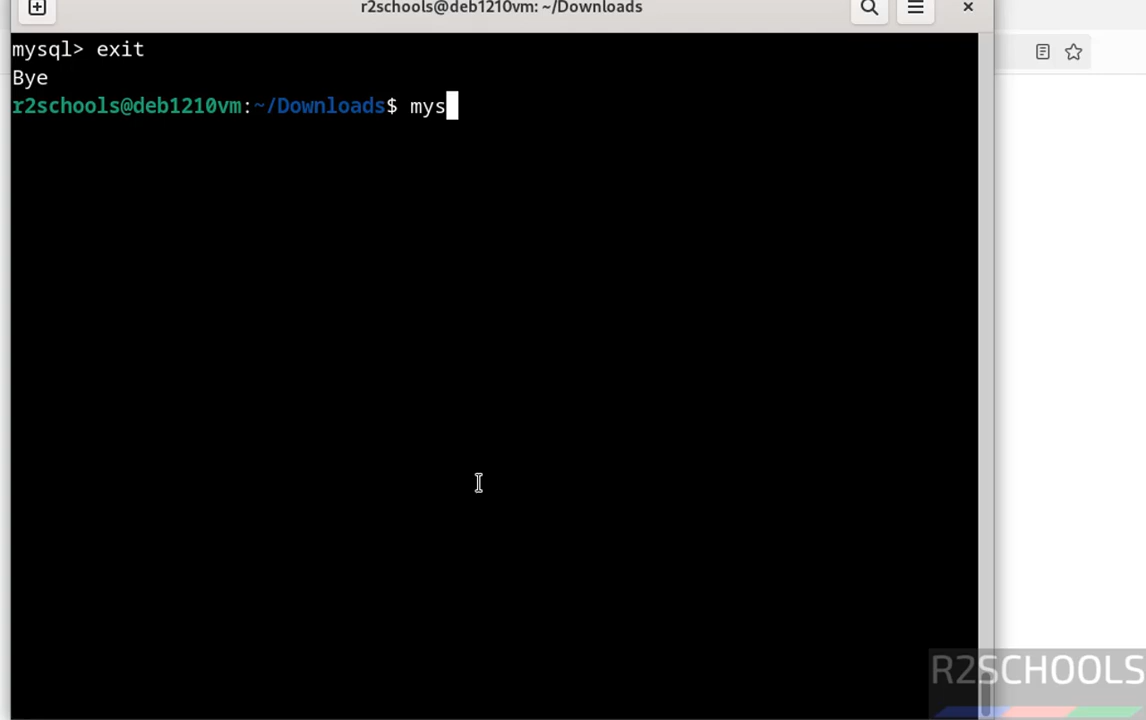 r2schools@deb1210vm: ~/Downloads
mysql> exit
Bye
r2schools@deb1210vm:~/Downloads$ mys
R2SCHOOLS